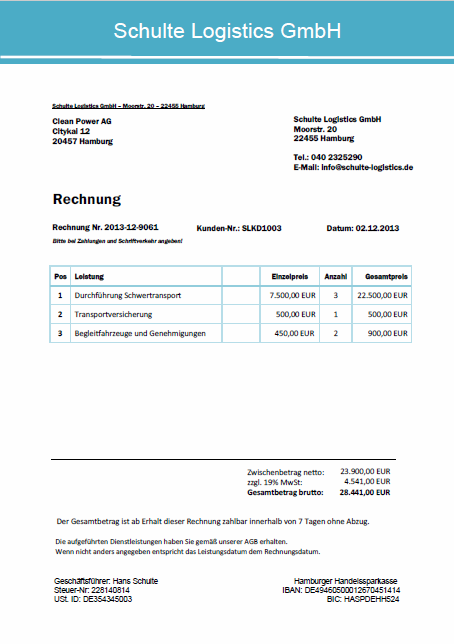 Schulte Logistics GmbH
Schulte Logistics GmbH – Moorstr. 20 – 22455 Hamburg
Clean Power AG
Citykai 12
20457 Hamburg
Schulte Logistics GmbH
Moorstr. 20
22455 Hamburg
Tel.: 040 2325290
E-Mail: info@schulte-logistics.de
Rechnung
Rechnung Nr. 2013-12-9061 Kunden-Nr.: SLKD1003 Datum: 02.12.2013
Bitte bei Zahlungen und Schriftverkehr angeben!
Pos Leistung Einzelpreis Anzahl Gesamtpreis
1 Durchführung Schwertransport 7.500,00 EUR 3 22.500,00 EUR
2 Transportversicherung 500,00 EUR 1 500,00 EUR
3 Begleitfahrzeuge und Genehmigungen 450,00 EUR 2 900,00 EUR
Zwischenbetrag netto: 23.900,00 EUR
zzgl. 19% MwSt: 4.541,00 EUR
Gesamtbetrag brutto: 28.441,00 EUR
Der Gesamtbetrag ist ab Erhalt dieser Rechnung zahlbar innerhalb von 7 Tagen ohne Abzug.
Die aufgeführten Dienstleistungen haben Sie gemäß unserer AGB erhalten.
Wenn nicht anders angegeben entspricht das Leistungsdatum dem Rechnungsdatum.
Geschäftsführer: Hans Schulte
Steuer-Nr: 228140814
USt. ID: DE354345003
Hamburger Handelssparkasse
IBAN: DE49460500012670451414
BIC: HASPDEHH524